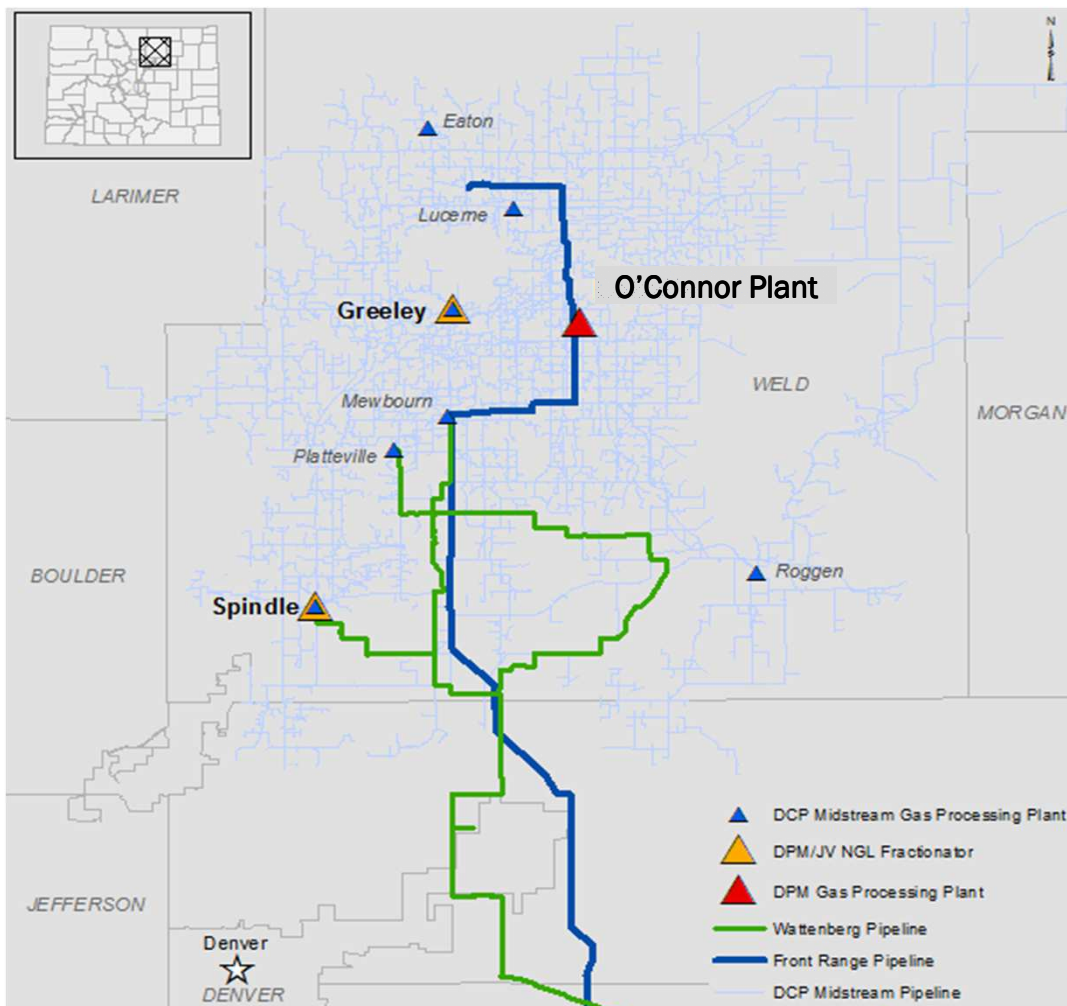 N
Eaton
LARIMER
Lucerne
O'Connor Plant
Greeley
WELD
Mewbourn
MORGAN
Platteville
BOULDER
Roggen
Spindle
DCP Midstream Gas Processing Plant
DPM/JV NGL Fractionator
DPM Gas Processing Plant
JEFFERSON
Wattenberg Pipeline
Denver
Front Range Pipeline
DENVER
DCP Midstream Pipeline